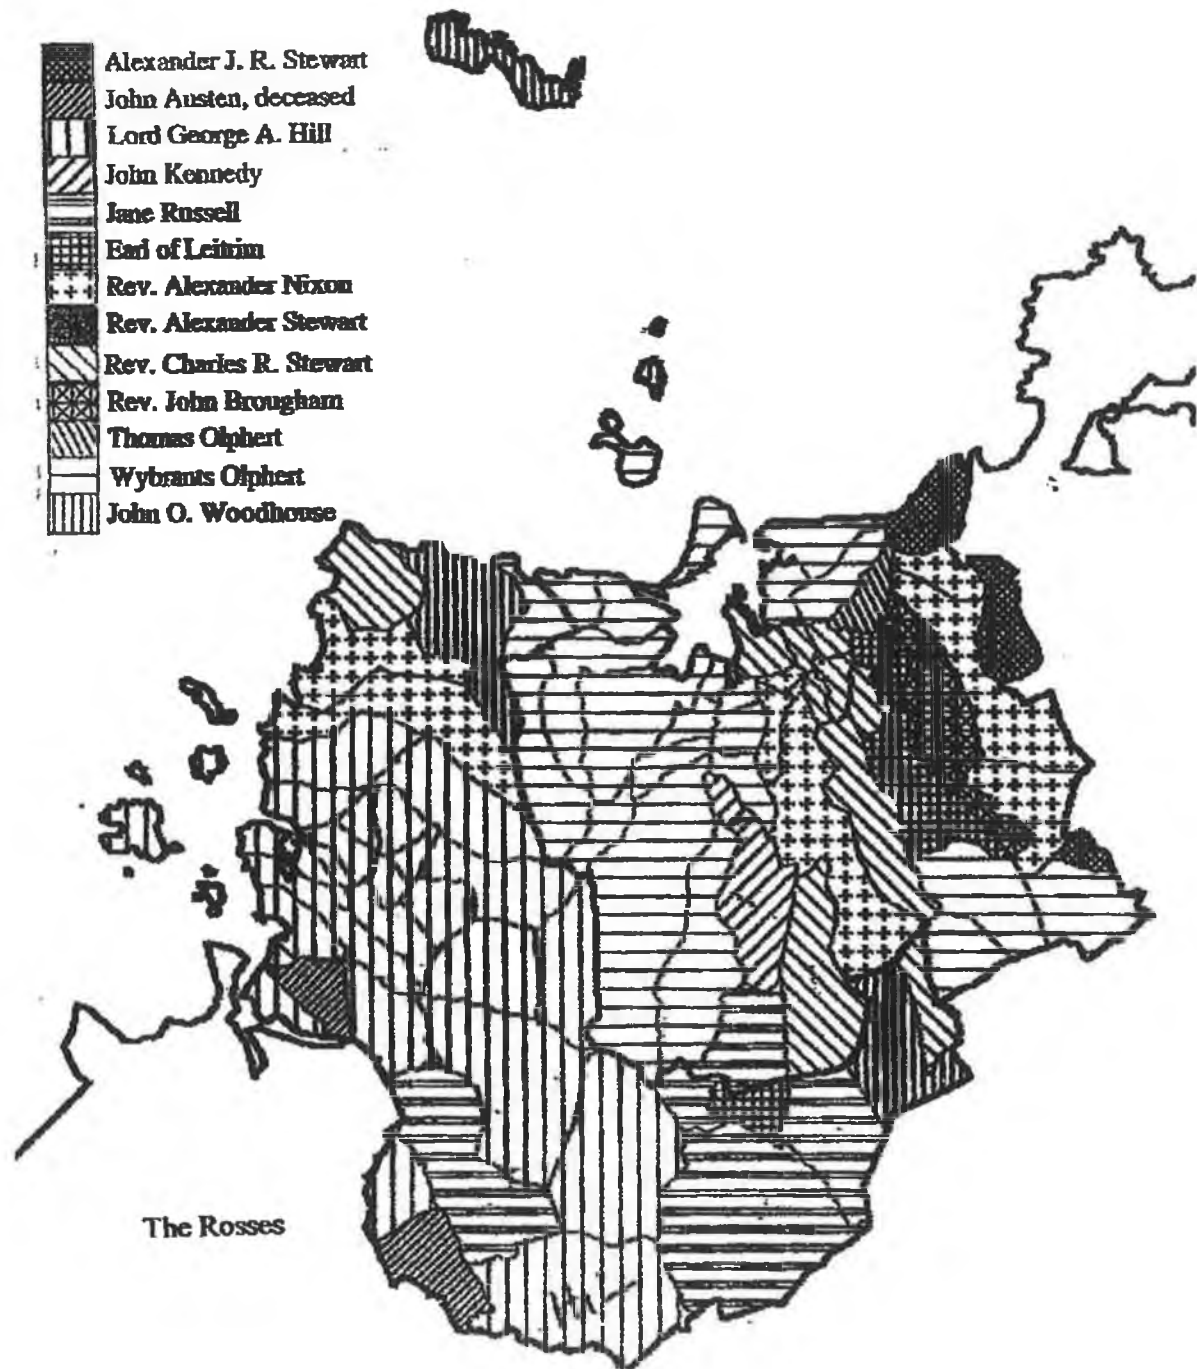 Alexander J. R. Stewart
John Austen, deceased
Lord George A. Hill
John Kennedy
Jane Russell
Earl of Leitrim
Rev. Alexander Nixon
Rev. Alexander Stewart
Rev. Charles R. Stewart
Rev. John Brougham
Thomas Olphert
Wybrants Olphert
John O. Woodhouse
The Rosses